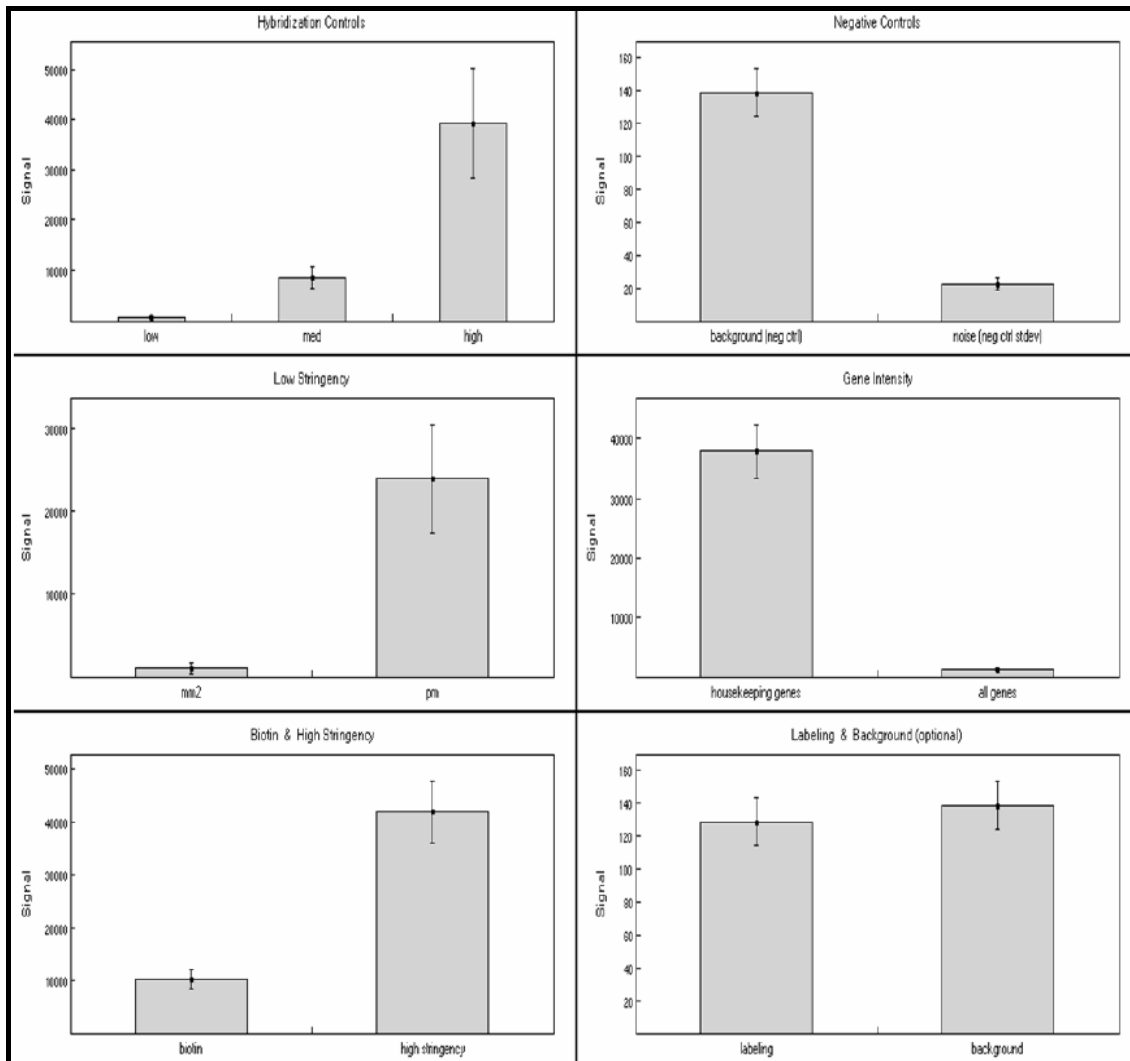 Hybridization Controls
50000
40000
30000
20000
10000
Signal
low med high
Negative Controls
160
140
120
100
80
60
40
20
Signal
background (neg ctrl) noise (neg ctrl stdev)
Low Stringency
30000
20000
10000
Signal
mm2 pm
Gene Intensity
40000
30000
20000
10000
Signal
housekeeping genes all genes
Biotin & High Stringency
50000
40000
30000
20000
10000
Signal
biotin high stringency
Labeling & Background (optional)
160
140
120
100
80
60
40
20
Signal
labeling background